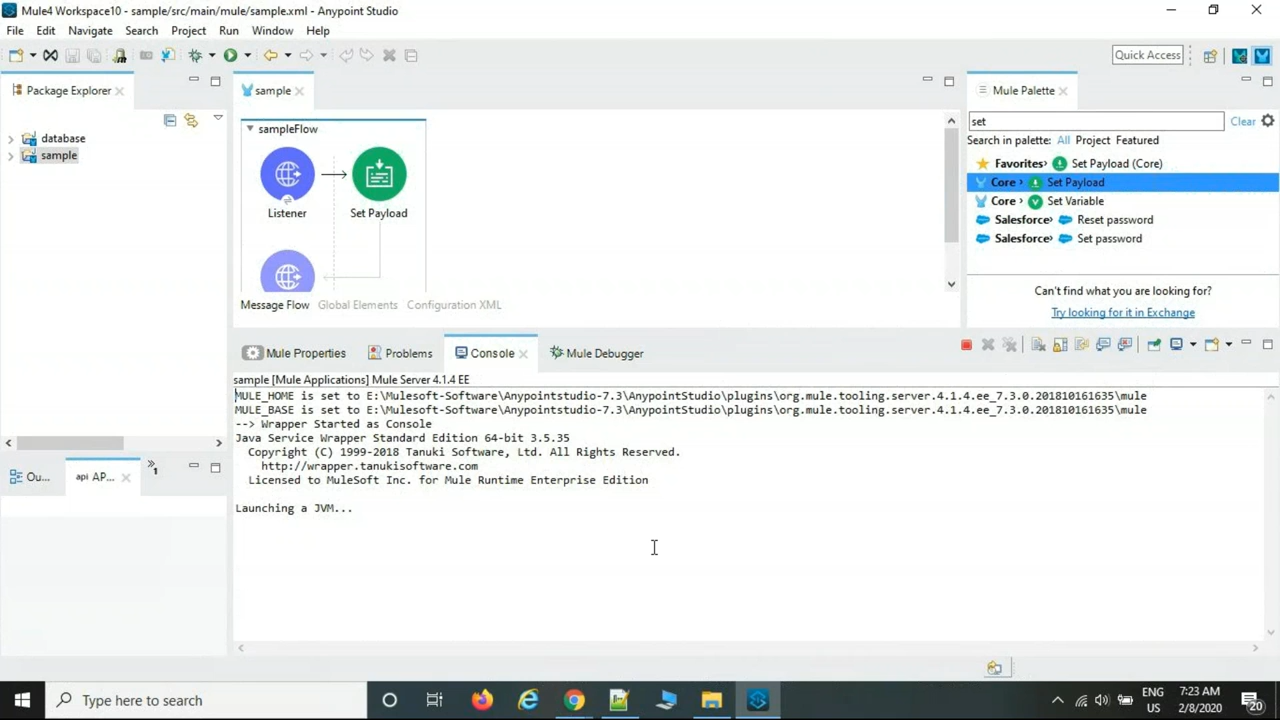 Mule4 Workspace10 - sample/src/main/mule/sample.xml - Anypoint Studio
File Edit Navigate Search Project Run Window Help
Quick Access
Package Explorer
database
sample
sample
sampleFlow
Listener
Set Payload
Message Flow Global Elements Configuration XML
Mule Palette
set
Clear
Search in palette: All Project Featured
Favorites> Set Payload (Core)
Core> Set Payload
Core> Set Variable
Salesforce> Reset password
Salesforce> Set password
Can't find what you are looking for?
Try looking for it in Exchange
Mule Properties Problems Console Mule Debugger
sample [Mule Applications] Mule Server 4.1.4 EE
MULE_HOME is set to E:\Mulesoft-Software\Anypointstudio-7.3\AnypointStudio\plugins\org.mule.tooling.server.4.1.4.ee_7.3.0.201810161635\mule
MULE_BASE is set to E:\Mulesoft-Software\Anypointstudio-7.3\AnypointStudio\plugins\org.mule.tooling.server.4.1.4.ee_7.3.0.201810161635\mule
--> Wrapper Started as Console
Java Service Wrapper Standard Edition 64-bit 3.5.35
Copyright (C) 1999-2018 Tanuki Software, Ltd. All Rights Reserved.
http://wrapper.tanukisoftware.com
Licensed to MuleSoft Inc. for Mule Runtime Enterprise Edition
Launching a JVM...
Ou... api AP... »1
Type here to search
ENG
US
7:23 AM
2/8/2020
20